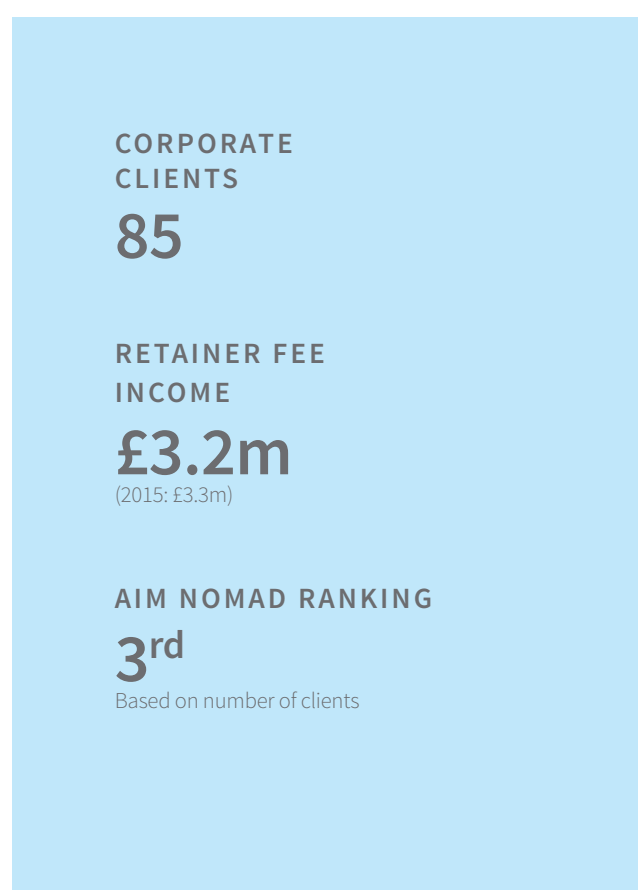 CORPORATE
CLIENTS
85
RETAINER FEE
INCOME
£3.2m
(2015: £3.3m)
AIM NOMAD RANKING
3rd
Based on number of clients